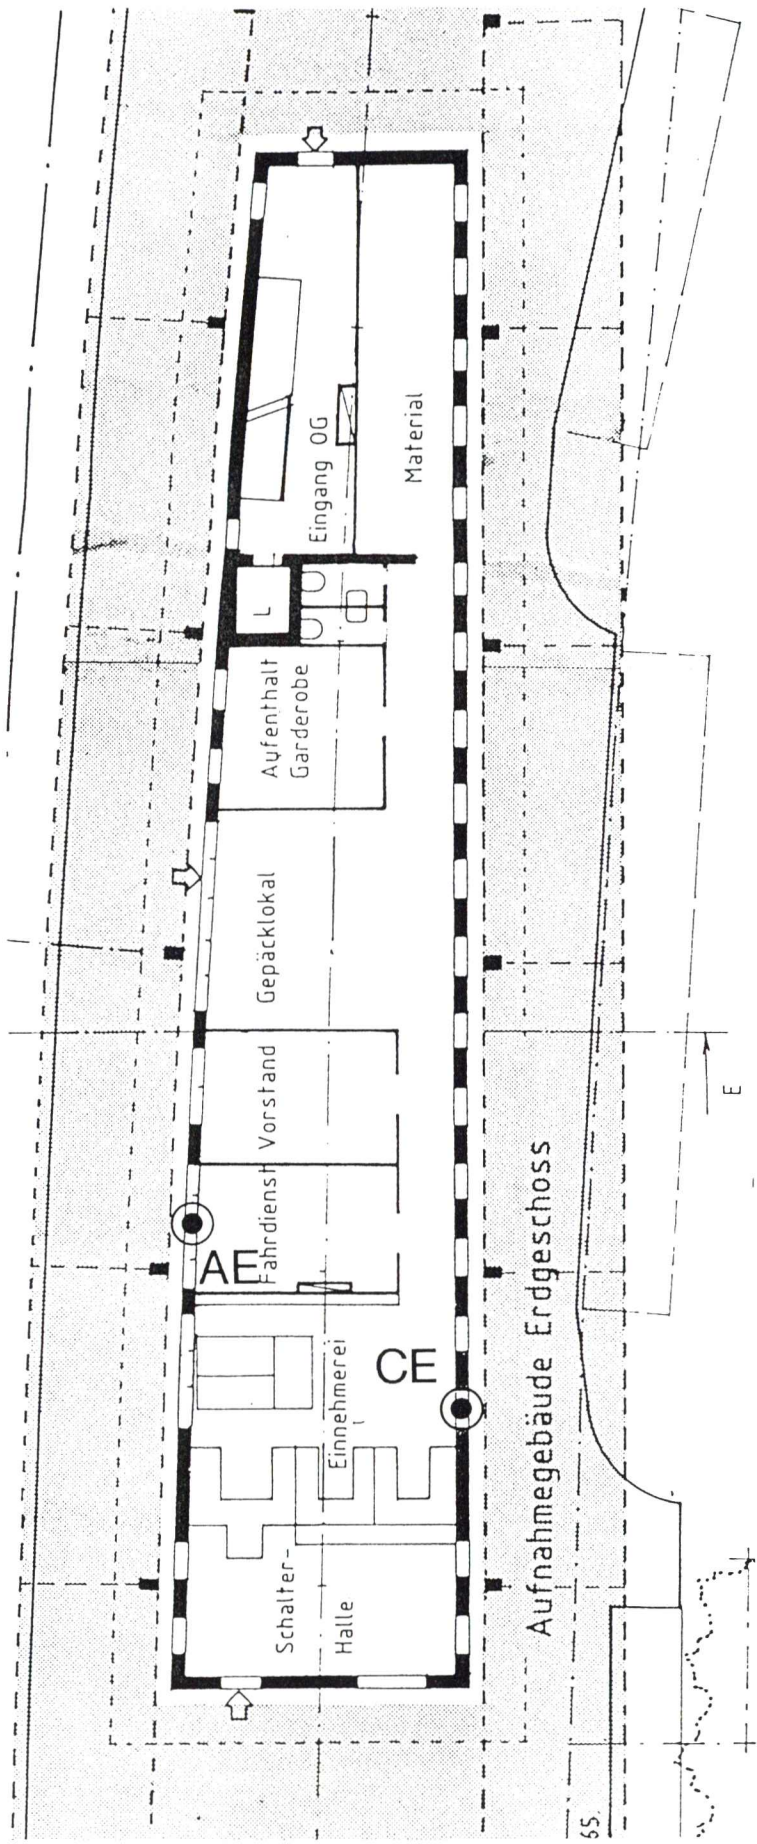 Eingang OG
Material
L
Aufenthalt
Garderobe
Gepäcklokal
Vorstand
Fahrdienst
AE
CE
Einnehmerei
Schalter-
Halle
Aufnahmegebäude Erdgeschoss
E
65.